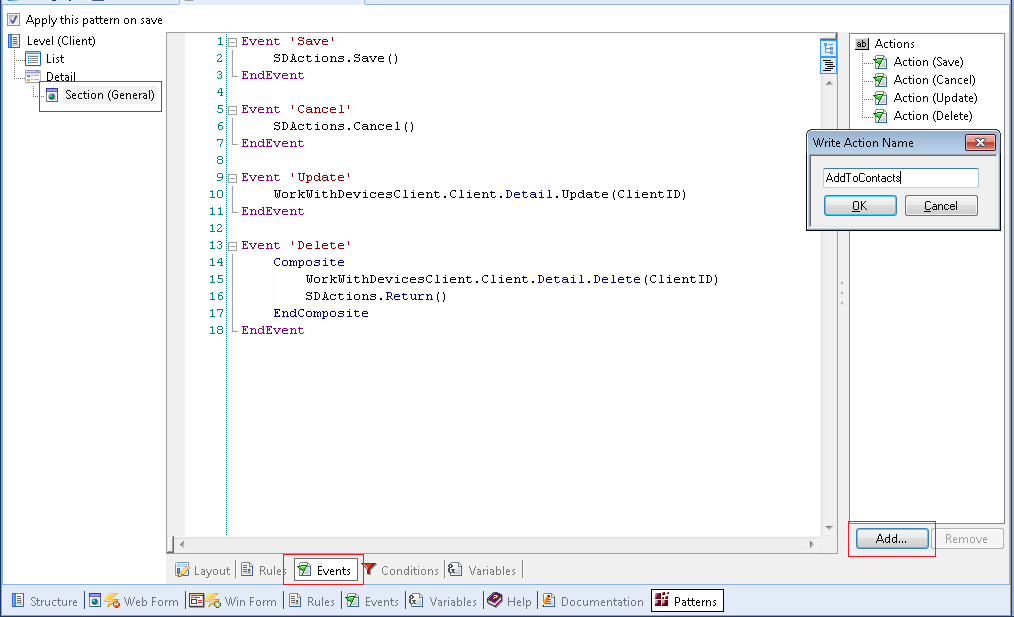 Apply this pattern on save
Level (Client)
List
Detail
Section (General)
1 Event 'Save'
2 SDActions.Save()
3 EndEvent
4
5 Event 'Cancel'
6 SDActions.Cancel()
7 EndEvent
8
9 Event 'Update'
10 WorkWithDevicesClient.Client.Detail.Update(ClientID)
11 EndEvent
12
13 Event 'Delete'
14 Composite
15 WorkWithDevicesClient.Client.Detail.Delete(ClientID)
16 SDActions.Return()
17 EndComposite
18 EndEvent
ab Actions
Action (Save)
Action (Cancel)
Action (Update)
Action (Delete)
Write Action Name
AddToContacts
OK Cancel
Add... Remove
Layout Rules Events Conditions Variables
Structure Web Form Win Form Rules Events Variables Help Documentation Patterns